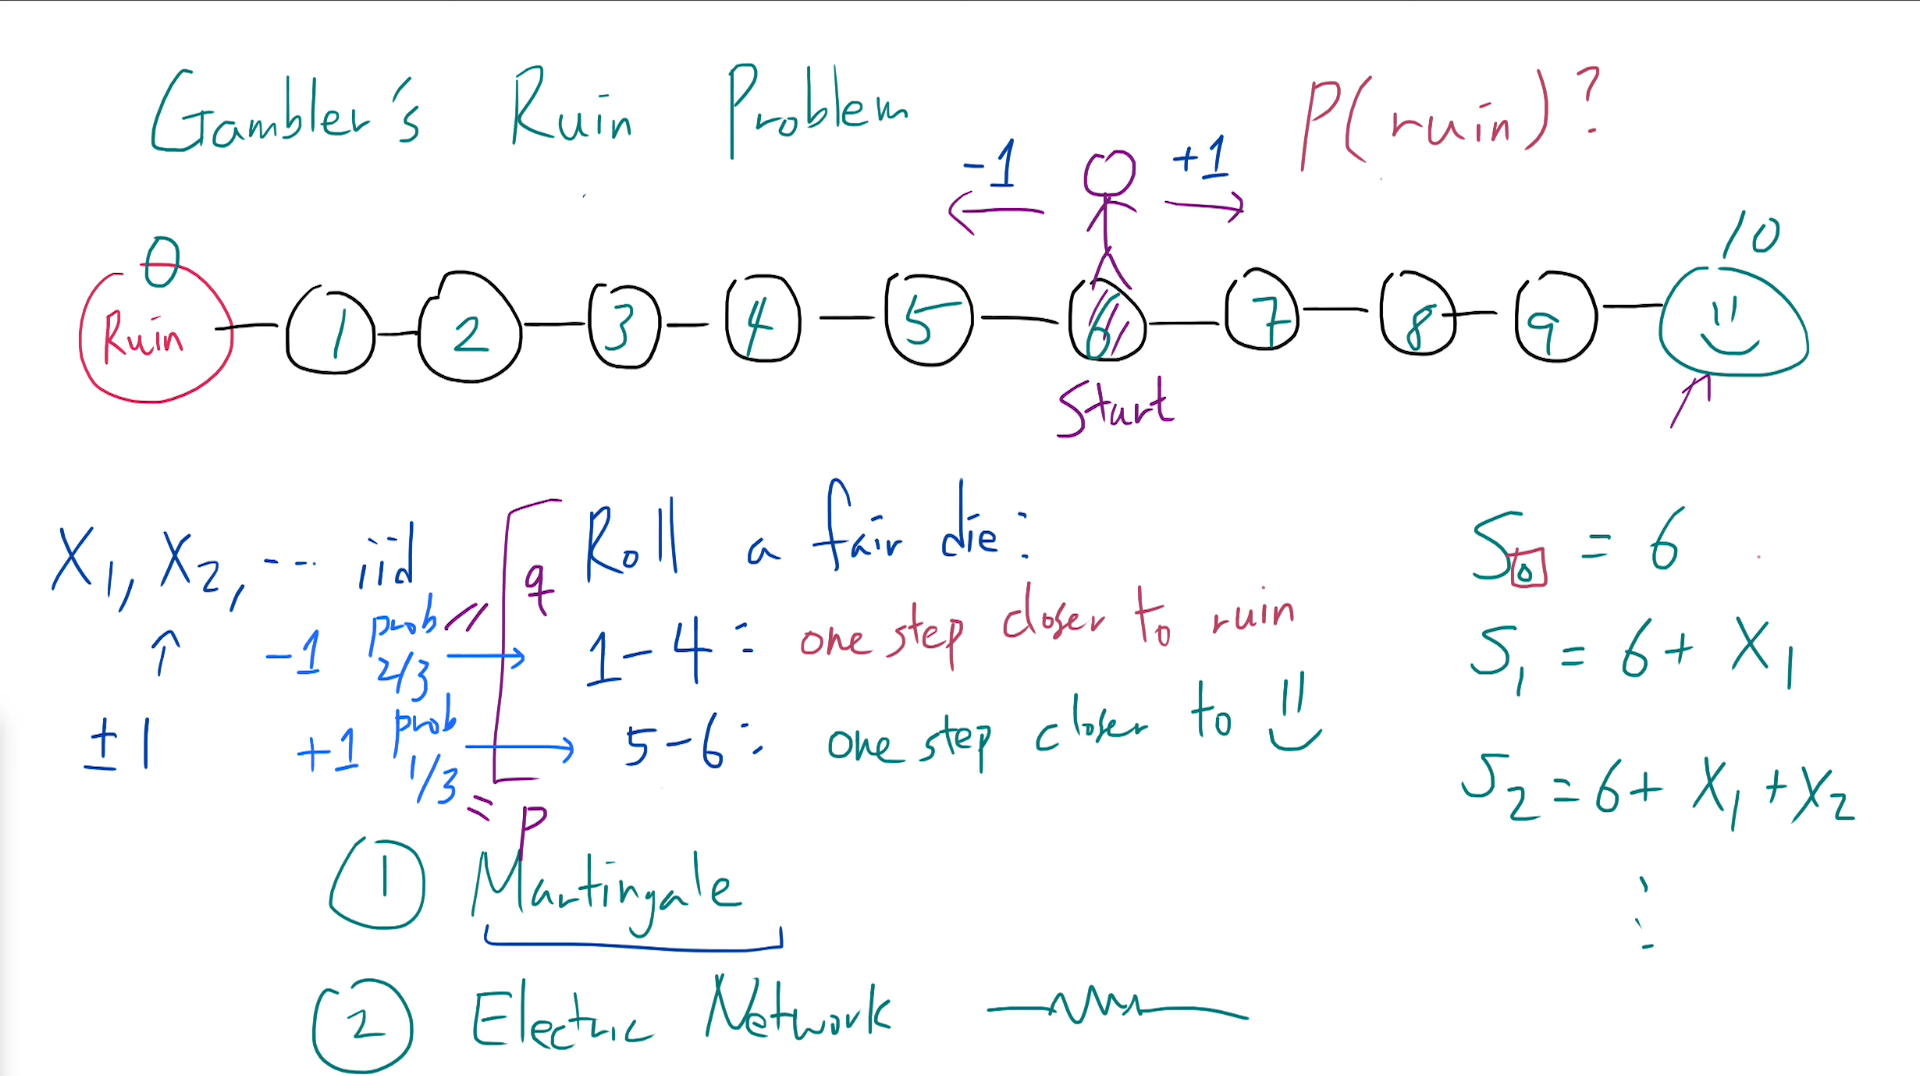 Gambler's Ruin Problem
P(ruin)?
-1 +1
0 10
Ruin 1 2 3 4 5 6 7 8 9
Start
X1, X2, ... iid
±1
-1 prob 2/3 = q
+1 prob 1/3 = p
Roll a fair die:
1-4: one step closer to ruin
5-6: one step closer to :)
S0 = 6
S1 = 6+ X1
S2 = 6+ X1 + X2
⋮
1 Martingale
2 Electric Network